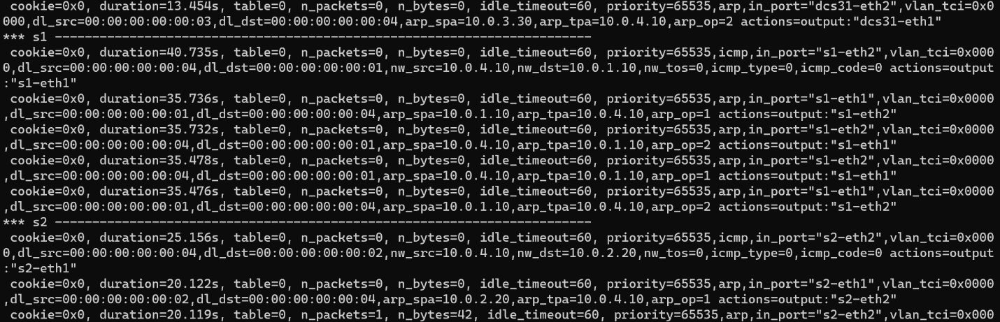 cookie=0x0, duration=13.454s, table=0, n_packets=0, n_bytes=0, idle_timeout=60, priority=65535,arp,in_port="dcs31-eth2",vlan_tci=0x0
000,dl_src=00:00:00:00:00:03,dl_dst=00:00:00:00:00:04,arp_spa=10.0.3.30,arp_tpa=10.0.4.10,arp_op=2 actions=output:"dcs31-eth1"
*** s1 ------------------------------------------------------------------------
cookie=0x0, duration=40.735s, table=0, n_packets=0, n_bytes=0, idle_timeout=60, priority=65535,icmp,in_port="s1-eth2",vlan_tci=0x000
0,dl_src=00:00:00:00:00:04,dl_dst=00:00:00:00:00:01,nw_src=10.0.4.10,nw_dst=10.0.1.10,nw_tos=0,icmp_type=0,icmp_code=0 actions=output
:"s1-eth1"
cookie=0x0, duration=35.736s, table=0, n_packets=0, n_bytes=0, idle_timeout=60, priority=65535,arp,in_port="s1-eth1",vlan_tci=0x0000
,dl_src=00:00:00:00:00:01,dl_dst=00:00:00:00:00:04,arp_spa=10.0.1.10,arp_tpa=10.0.4.10,arp_op=1 actions=output:"s1-eth2"
cookie=0x0, duration=35.732s, table=0, n_packets=0, n_bytes=0, idle_timeout=60, priority=65535,arp,in_port="s1-eth2",vlan_tci=0x0000
,dl_src=00:00:00:00:00:04,dl_dst=00:00:00:00:00:01,arp_spa=10.0.4.10,arp_tpa=10.0.1.10,arp_op=2 actions=output:"s1-eth1"
cookie=0x0, duration=35.478s, table=0, n_packets=0, n_bytes=0, idle_timeout=60, priority=65535,arp,in_port="s1-eth2",vlan_tci=0x0000
,dl_src=00:00:00:00:00:04,dl_dst=00:00:00:00:00:01,arp_spa=10.0.4.10,arp_tpa=10.0.1.10,arp_op=1 actions=output:"s1-eth1"
cookie=0x0, duration=35.476s, table=0, n_packets=0, n_bytes=0, idle_timeout=60, priority=65535,arp,in_port="s1-eth1",vlan_tci=0x0000
,dl_src=00:00:00:00:00:01,dl_dst=00:00:00:00:00:04,arp_spa=10.0.1.10,arp_tpa=10.0.4.10,arp_op=2 actions=output:"s1-eth2"
*** s2 ------------------------------------------------------------------------
cookie=0x0, duration=25.156s, table=0, n_packets=0, n_bytes=0, idle_timeout=60, priority=65535,icmp,in_port="s2-eth2",vlan_tci=0x000
0,dl_src=00:00:00:00:00:04,dl_dst=00:00:00:00:00:02,nw_src=10.0.4.10,nw_dst=10.0.2.20,nw_tos=0,icmp_type=0,icmp_code=0 actions=output
:"s2-eth1"
cookie=0x0, duration=20.122s, table=0, n_packets=0, n_bytes=0, idle_timeout=60, priority=65535,arp,in_port="s2-eth1",vlan_tci=0x0000
,dl_src=00:00:00:00:00:02,dl_dst=00:00:00:00:00:04,arp_spa=10.0.2.20,arp_tpa=10.0.4.10,arp_op=1 actions=output:"s2-eth2"
cookie=0x0, duration=20.119s, table=0, n_packets=1, n_bytes=42, idle_timeout=60, priority=65535,arp,in_port="s2-eth2",vlan_tci=0x000